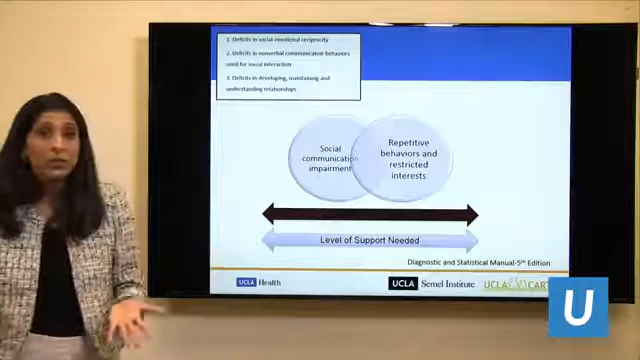 1. Deficits in social-emotional reciprocity
2. Deficits in nonverbal communicative behaviors
used for social interaction
3. Deficits in developing, maintaining and
understanding relationships
Social
communication
impairment
Repetitive
behaviors and
restricted
interests
Level of Support Needed
Diagnostic and Statistical Manual-5th Edition
UCLA Health
UCLA Semel Institute
UCLA CART
U